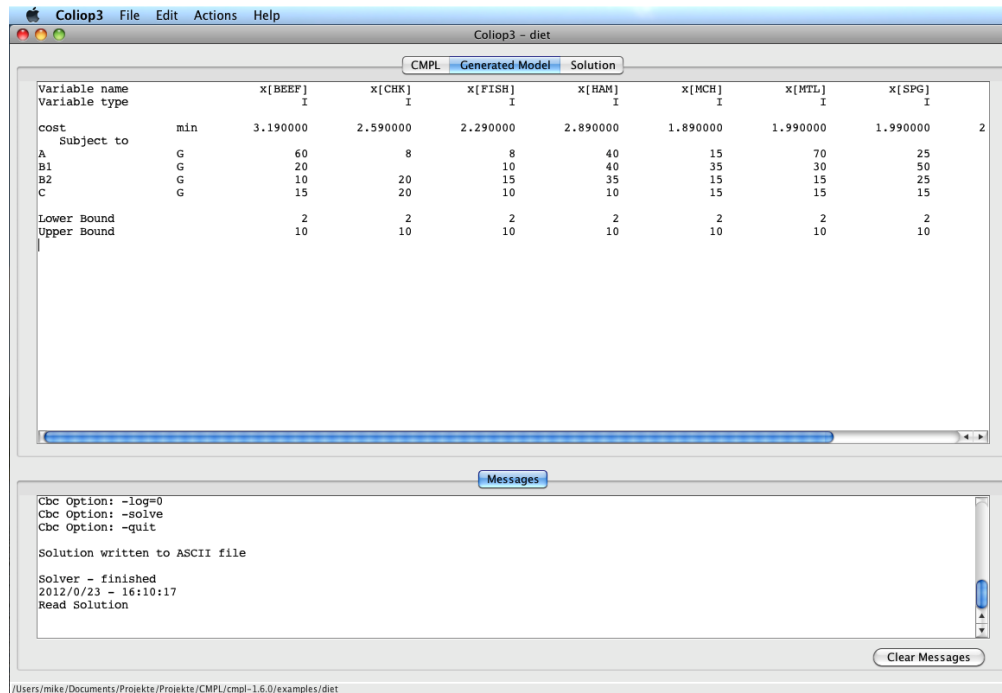 Coliop3 File Edit Actions Help
Coliop3 – diet
CMPL Generated Model Solution
Variable name x[BEEF] x[CHK] x[FISH] x[HAM] x[MCH] x[MTL] x[SPG]
Variable type I I I I I I I
cost min 3.190000 2.590000 2.290000 2.890000 1.890000 1.990000 1.990000 2
Subject to
A G 60 8 8 40 15 70 25
B1 G 20 10 40 35 30 50
B2 G 10 20 15 35 15 15 25
C G 15 20 10 10 15 15 15
Lower Bound 2 2 2 2 2 2 2
Upper Bound 10 10 10 10 10 10 10
Messages
Cbc Option: -log=0
Cbc Option: -solve
Cbc Option: -quit
Solution written to ASCII file
Solver – finished
2012/0/23 – 16:10:17
Read Solution
Clear Messages
/Users/mike/Documents/Projekte/Projekte/CMPL/cmpl-1.6.0/examples/diet